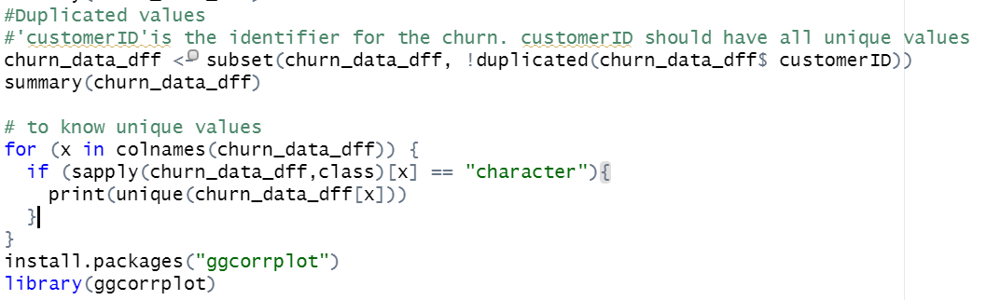 #Duplicated values
#'customerID'is the identifier for the churn. customerID should have all unique values
churn_data_dff <- subset(churn_data_dff, !duplicated(churn_data_dff$ customerID))
summary(churn_data_dff)
# to know unique values
for (x in colnames(churn_data_dff)) {
if (sapply(churn_data_dff,class)[x] == "character"){
print(unique(churn_data_dff[x]))
}
}
install.packages("ggcorrplot")
library(ggcorrplot)